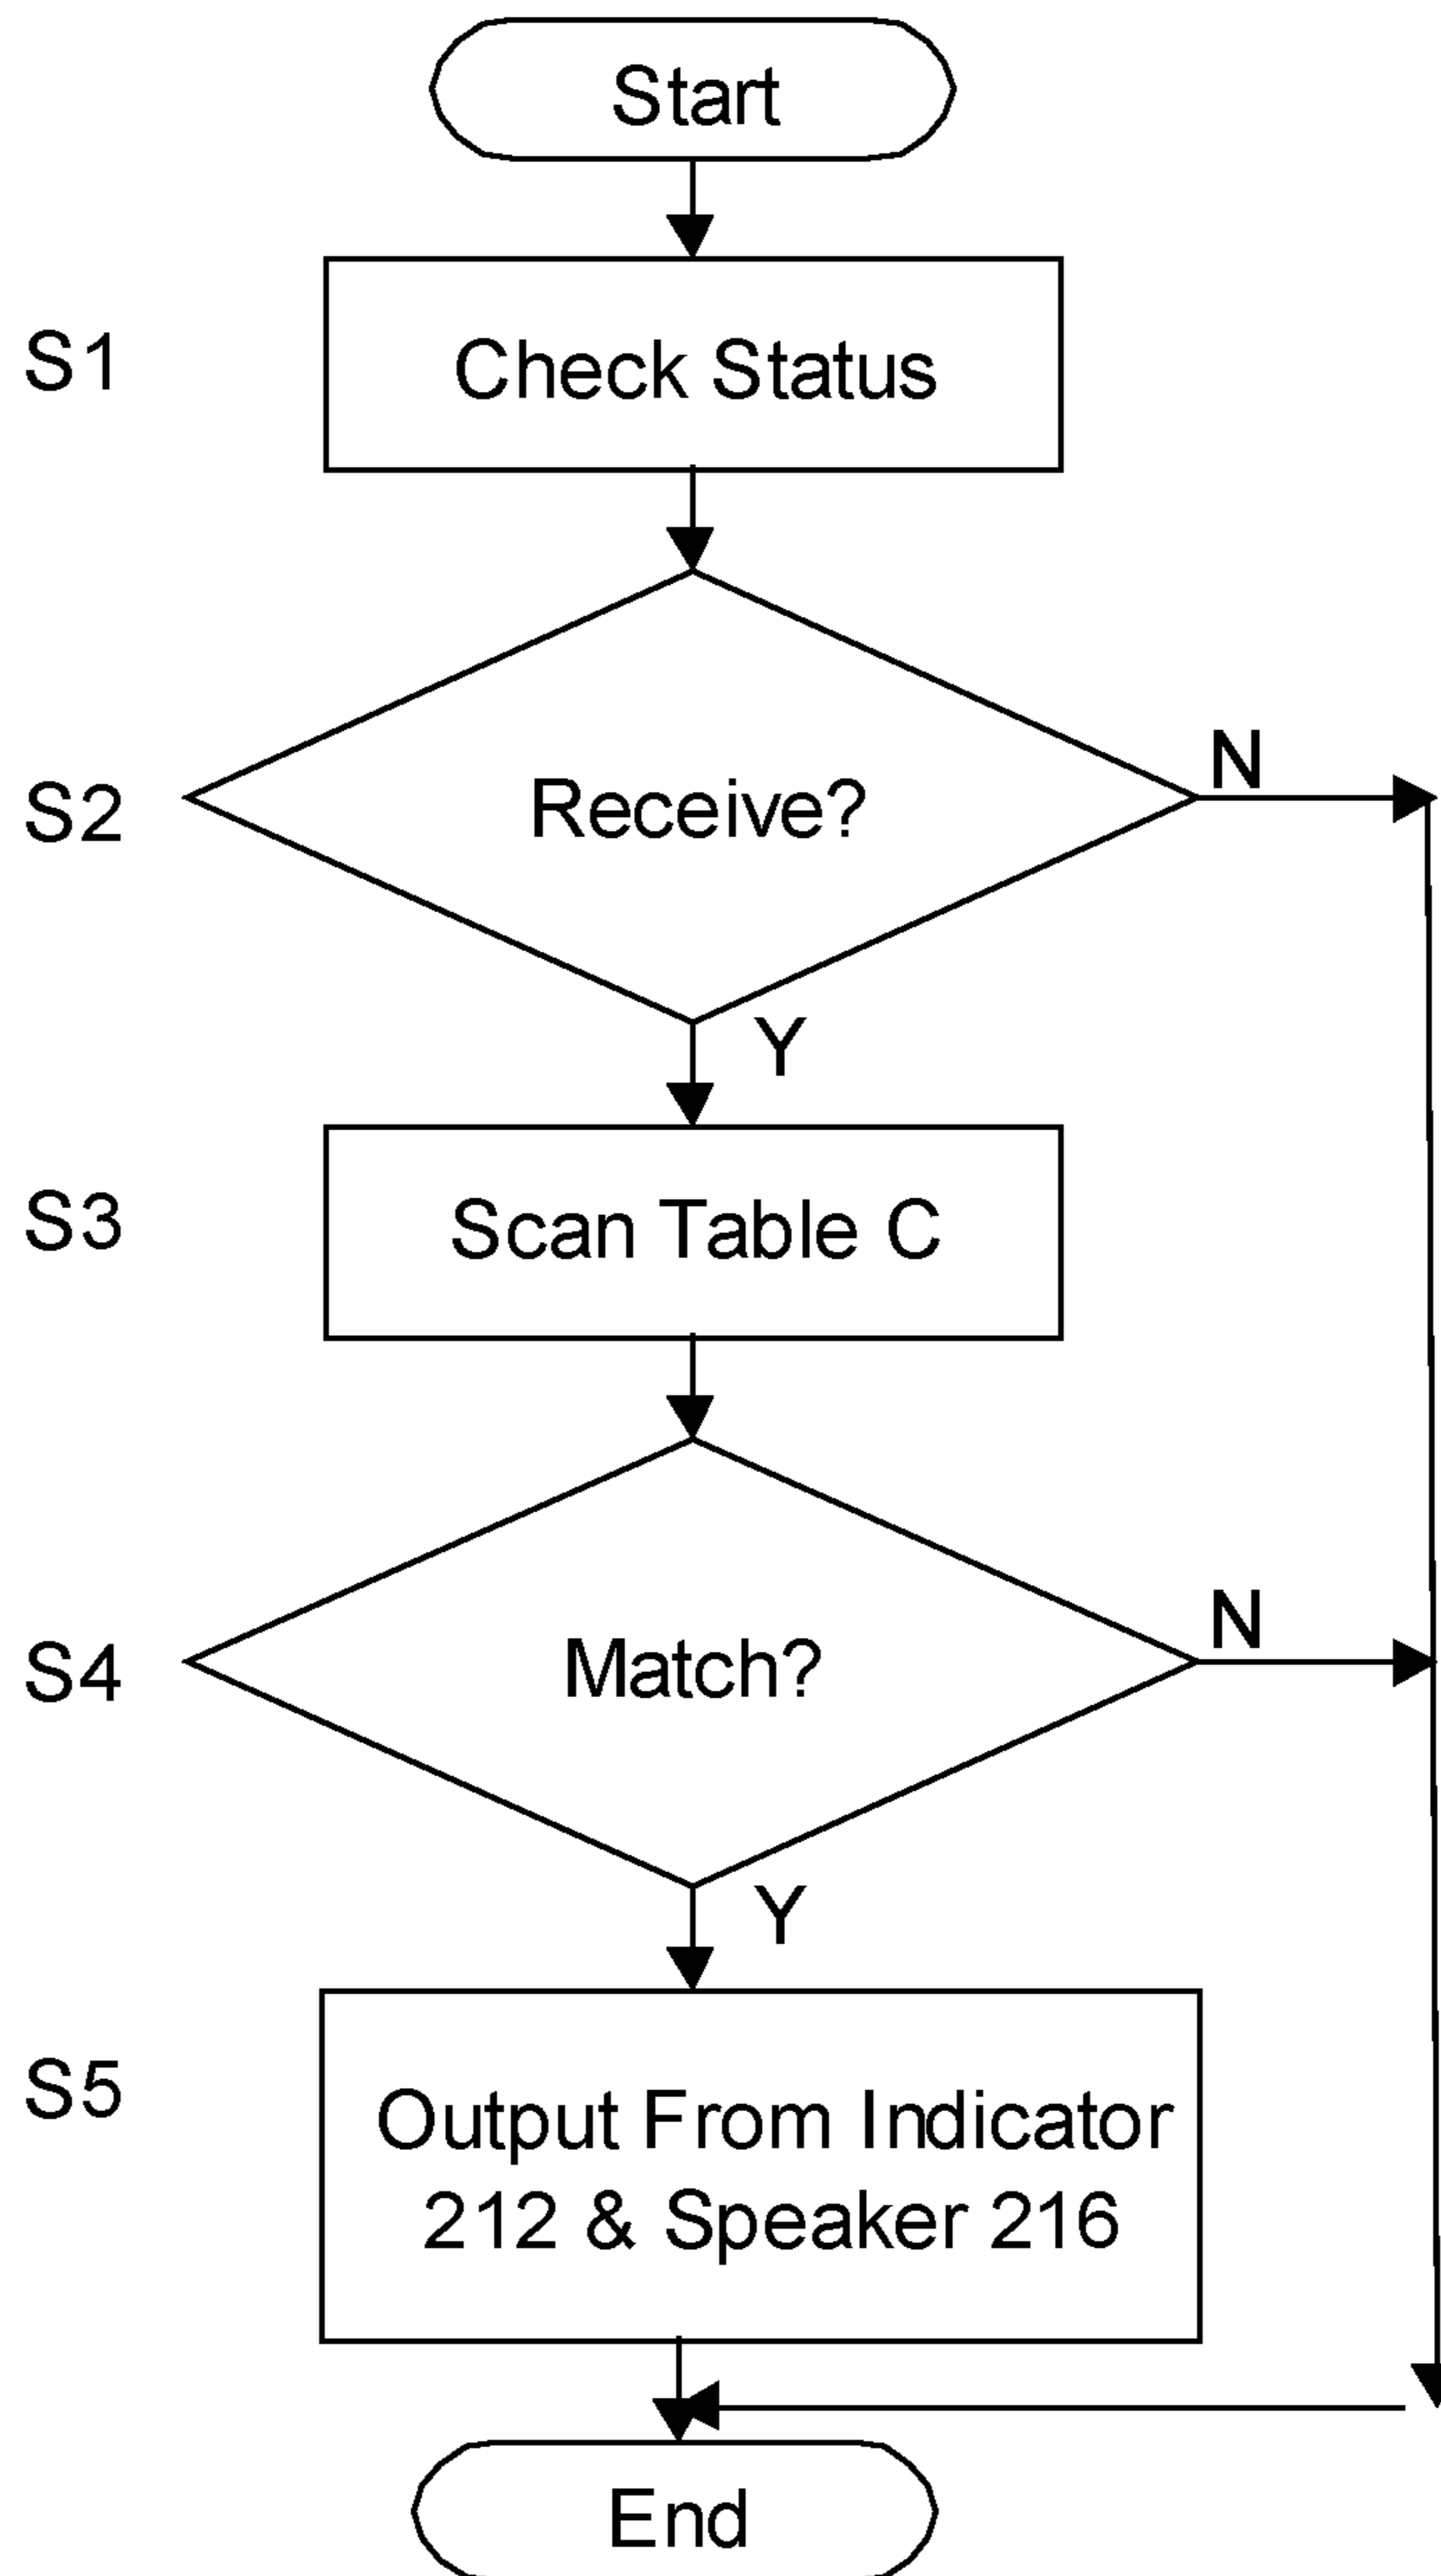 Start
S1
Check Status
S2
Receive?
N
Y
S3
Scan Table C
S4
Match?
N
Y
S5
Output From Indicator
212 & Speaker 216
End